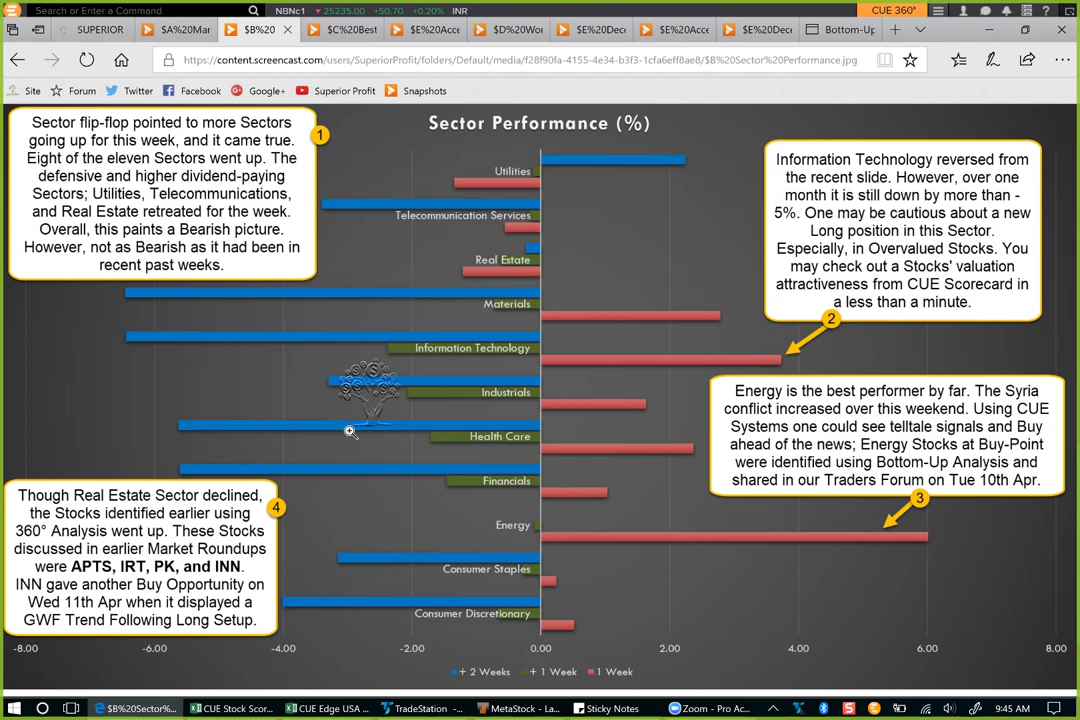 Search or Enter a Command
NBNc1 ▼25235.00 +50.70 +0.20% INR
CUE 360°
SUPERIOR
$A%20Mar
$B%20
$C%20Best
$E%20Acce
$D%20Wor
$E%20Dec
$E%20Acce
$E%20Dec
Bottom-Up
https://content.screencast.com/users/SuperiorProfit/folders/Default/media/f28f90fa-4155-4e34-b3f3-1cfa6eff8ae8/$B%20Sector%20Performance.jpg
Site
Forum
Twitter
Facebook
Google+
Superior Profit
Snapshots
Sector Performance (%)
Sector flip-flop pointed to more Sectors
going up for this week, and it came true.
Eight of the eleven Sectors went up. The
defensive and higher dividend-paying
Sectors; Utilities, Telecommunications,
and Real Estate retreated for the week.
Overall, this paints a Bearish picture.
However, not as Bearish as it had been in
recent past weeks.
1
Information Technology reversed from
the recent slide. However, over one
month it is still down by more than -
5%. One may be cautious about a new
Long position in this Sector.
Especially, in Overvalued Stocks. You
may check out a Stocks' valuation
attractiveness from CUE Scorecard in
a less than a minute.
2
Energy is the best performer by far. The Syria
conflict increased over this weekend. Using CUE
Systems one could see telltale signals and Buy
ahead of the news; Energy Stocks at Buy-Point
were identified using Bottom-Up Analysis and
shared in our Traders Forum on Tue 10th Apr.
3
Though Real Estate Sector declined,
the Stocks identified earlier using
360° Analysis went up. These Stocks
discussed in earlier Market Roundups
were APTS, IRT, PK, and INN.
INN gave another Buy Opportunity on
Wed 11th Apr when it displayed a
GWF Trend Following Long Setup.
4
Utilities
Telecommunication Services
Real Estate
Materials
Information Technology
Industrials
Health Care
Financials
Energy
Consumer Staples
Consumer Discretionary
-8.00 -6.00 -4.00 -2.00 0.00 2.00 4.00 6.00 8.00
+ 2 Weeks + 1 Week 1 Week
$B%20Sector%...
CUE Stock Scor...
CUE Edge USA ...
TradeStation -...
MetaStock - La...
Sticky Notes
Zoom - Pro Ac...
9:45 AM